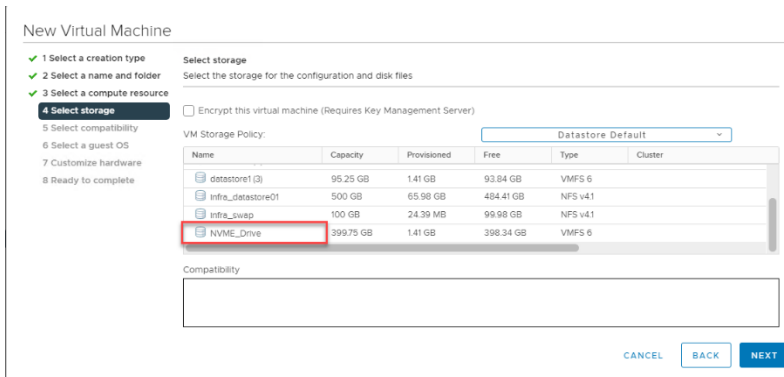 New Virtual Machine
✓ 1 Select a creation type
✓ 2 Select a name and folder
✓ 3 Select a compute resource
4 Select storage
5 Select compatibility
6 Select a guest OS
7 Customize hardware
8 Ready to complete
Select storage
Select the storage for the configuration and disk files
Encrypt this virtual machine (Requires Key Management Server)
VM Storage Policy: Datastore Default
Name Capacity Provisioned Free Type Cluster
datastore1 (3) 95.25 GB 1.41 GB 93.84 GB VMFS 6
infra_datastore01 500 GB 65.98 GB 484.41 GB NFS v4.1
infra_swap 100 GB 24.39 MB 99.98 GB NFS v4.1
NVME_Drive 399.75 GB 1.41 GB 398.34 GB VMFS 6
Compatibility
CANCEL BACK NEXT